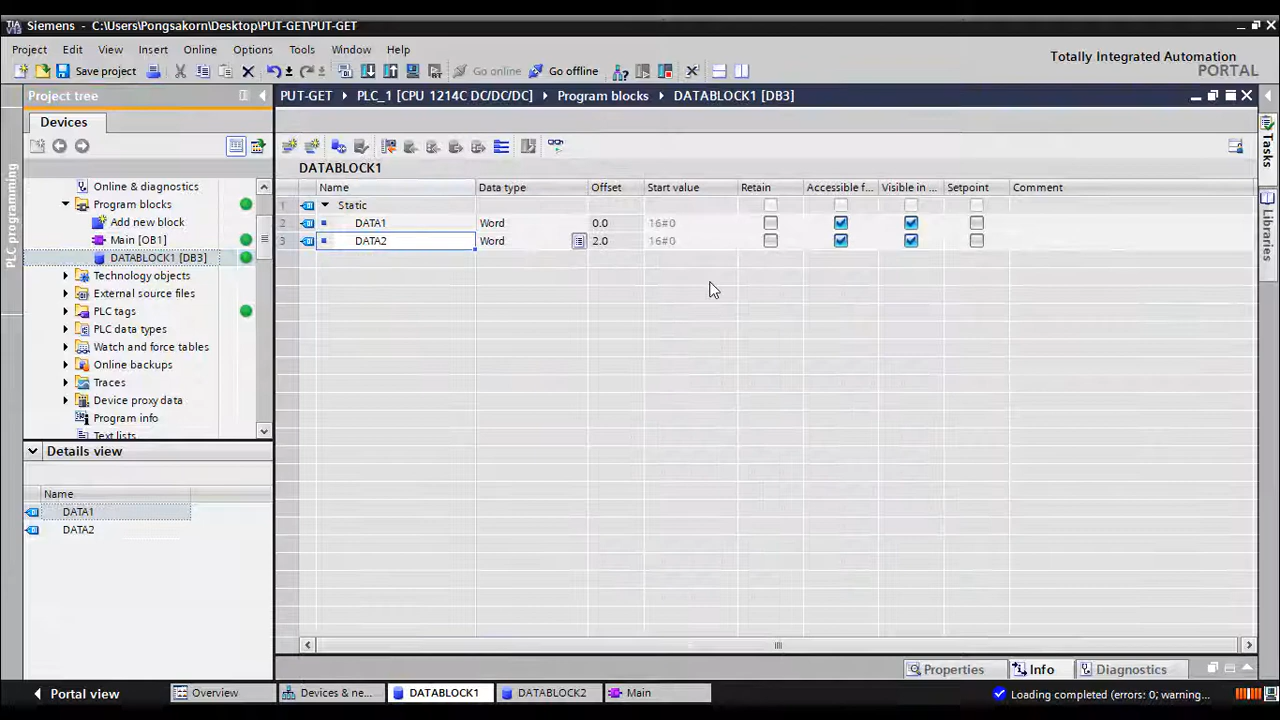 TIA
V13
Siemens - C:\Users\Pongsakorn\Desktop\PUT-GET\PUT-GET
Project Edit View Insert Online Options Tools Window Help
Totally Integrated Automation
PORTAL
Save project
Go online
Go offline
PLC programming
Project tree
Devices
Online & diagnostics
Program blocks
Add new block
Main [OB1]
DATABLOCK1 [DB3]
Technology objects
External source files
PLC tags
PLC data types
Watch and force tables
Online backups
Traces
Device proxy data
Program info
Text lists
Details view
Name
DATA1
DATA2
PUT-GET PLC_1 [CPU 1214C DC/DC/DC] Program blocks DATABLOCK1 [DB3]
DATABLOCK1
Name Data type Offset Start value Retain Accessible f... Visible in ... Setpoint Comment
1 Static
2 DATA1 Word 0.0 16#0
3 DATA2 Word 2.0 16#0
Tasks
Libraries
Properties Info Diagnostics
Portal view Overview Devices & ne... DATABLOCK1 DATABLOCK2 Main
Loading completed (errors: 0; warning...